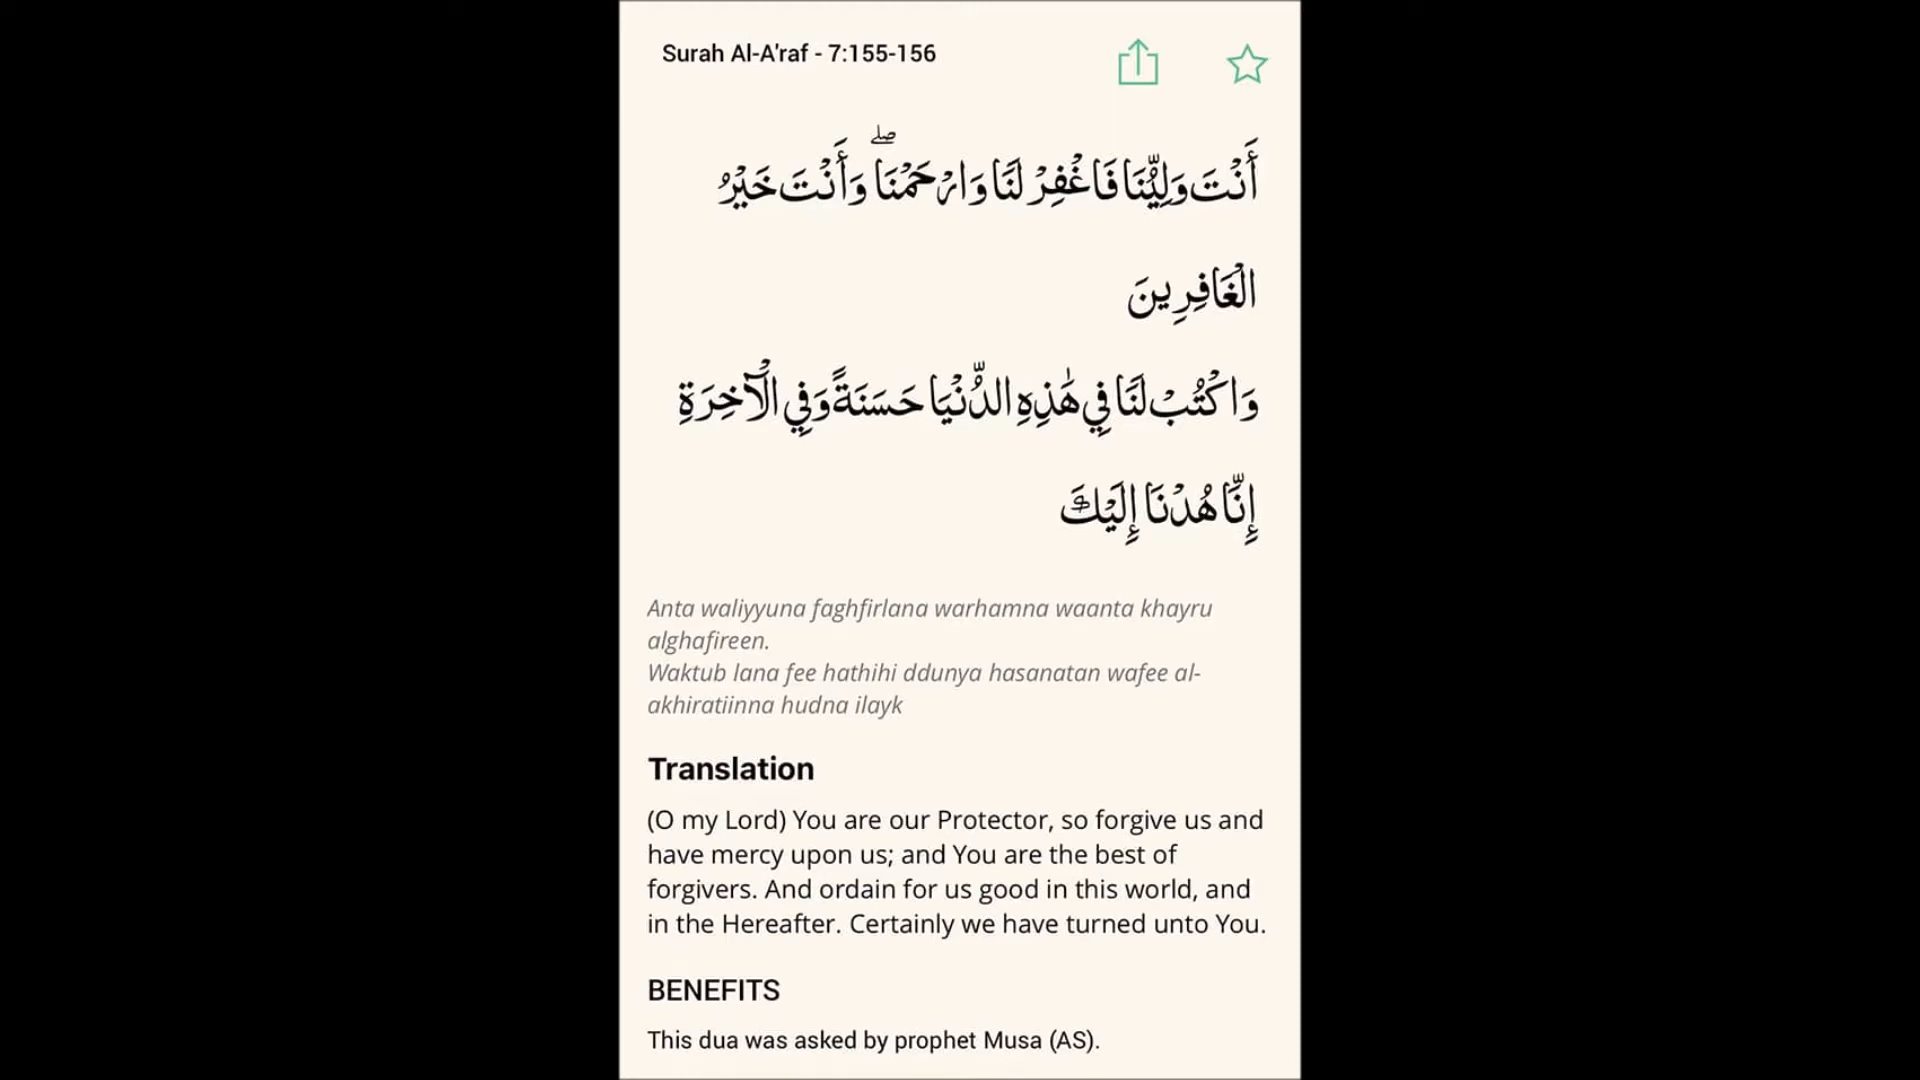 Surah Al-A'raf - 7:155-156
أَنْتَ وَلِيُّنَا فَاغْفِرْ لَنَا وَارْحَمْنَا ۖ وَأَنْتَ خَيْرُ
الْغَافِرِينَ
وَاكْتُبْ لَنَا فِي هَٰذِهِ الدُّنْيَا حَسَنَةً وَفِي الْآخِرَةِ
إِنَّا هُدْنَا إِلَيْكَ
Anta waliyyuna faghfirlana warhamna waanta khayru
alghafireen.
Waktub lana fee hathihi ddunya hasanatan wafee al-
akhiratiinna hudna ilayk
Translation
(O my Lord) You are our Protector, so forgive us and
have mercy upon us; and You are the best of
forgivers. And ordain for us good in this world, and
in the Hereafter. Certainly we have turned unto You.
BENEFITS
This dua was asked by prophet Musa (AS).